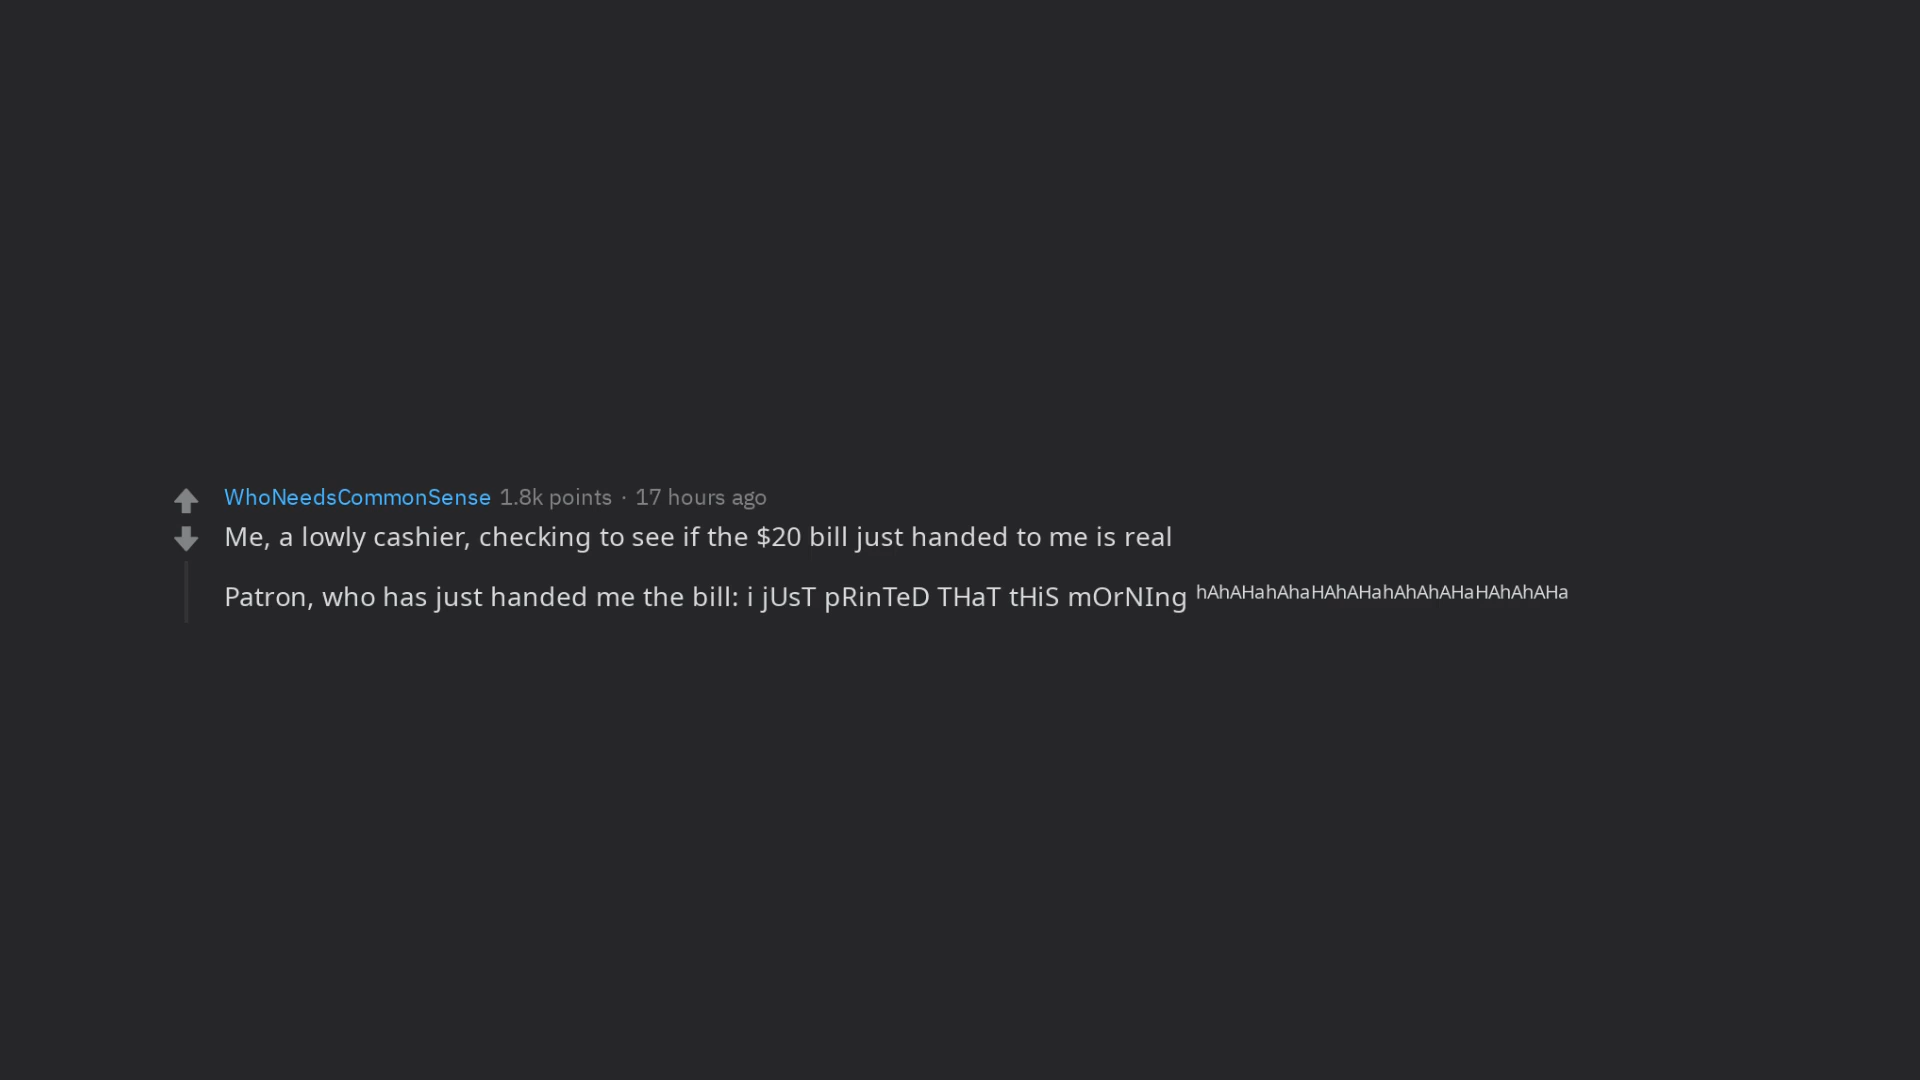 WhoNeedsCommonSense 1.8k points · 17 hours ago
Me, a lowly cashier, checking to see if the $20 bill just handed to me is real
Patron, who has just handed me the bill: i jUsT pRinTeD THaT tHiS mOrNIng hAhAHahAhaHAhAHahAhAhAHaHAhAhAHa